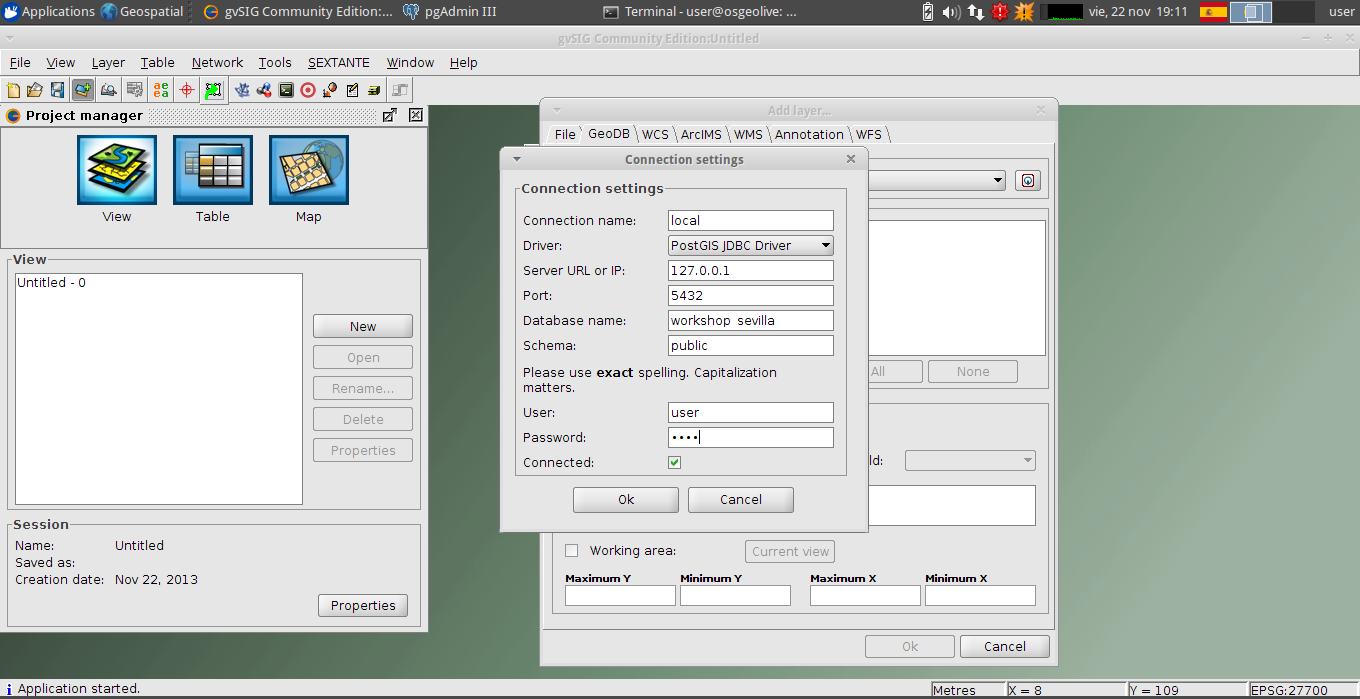 Applications Geospatial gvSIG Community Edition:... pgAdmin III Terminal - user@osgeolive: ... vie, 22 nov 19:11 user
gvSIG Community Edition:Untitled
File View Layer Table Network Tools SEXTANTE Window Help
Project manager
View Table Map
View
Untitled - 0
New
Open
Rename...
Delete
Properties
Session
Name: Untitled
Saved as:
Creation date: Nov 22, 2013
Properties
Add layer...
File GeoDB WCS ArcIMS WMS Annotation WFS
All None
ld:
Working area: Current view
Maximum Y Minimum Y Maximum X Minimum X
Ok Cancel
Connection settings
Connection settings
Connection name: local
Driver: PostGIS JDBC Driver
Server URL or IP: 127.0.0.1
Port: 5432
Database name: workshop_sevilla
Schema: public
Please use exact spelling. Capitalization
matters.
User: user
Password: ••••
Connected:
Ok Cancel
Application started. Metres X = 8 Y = 109 EPSG:27700